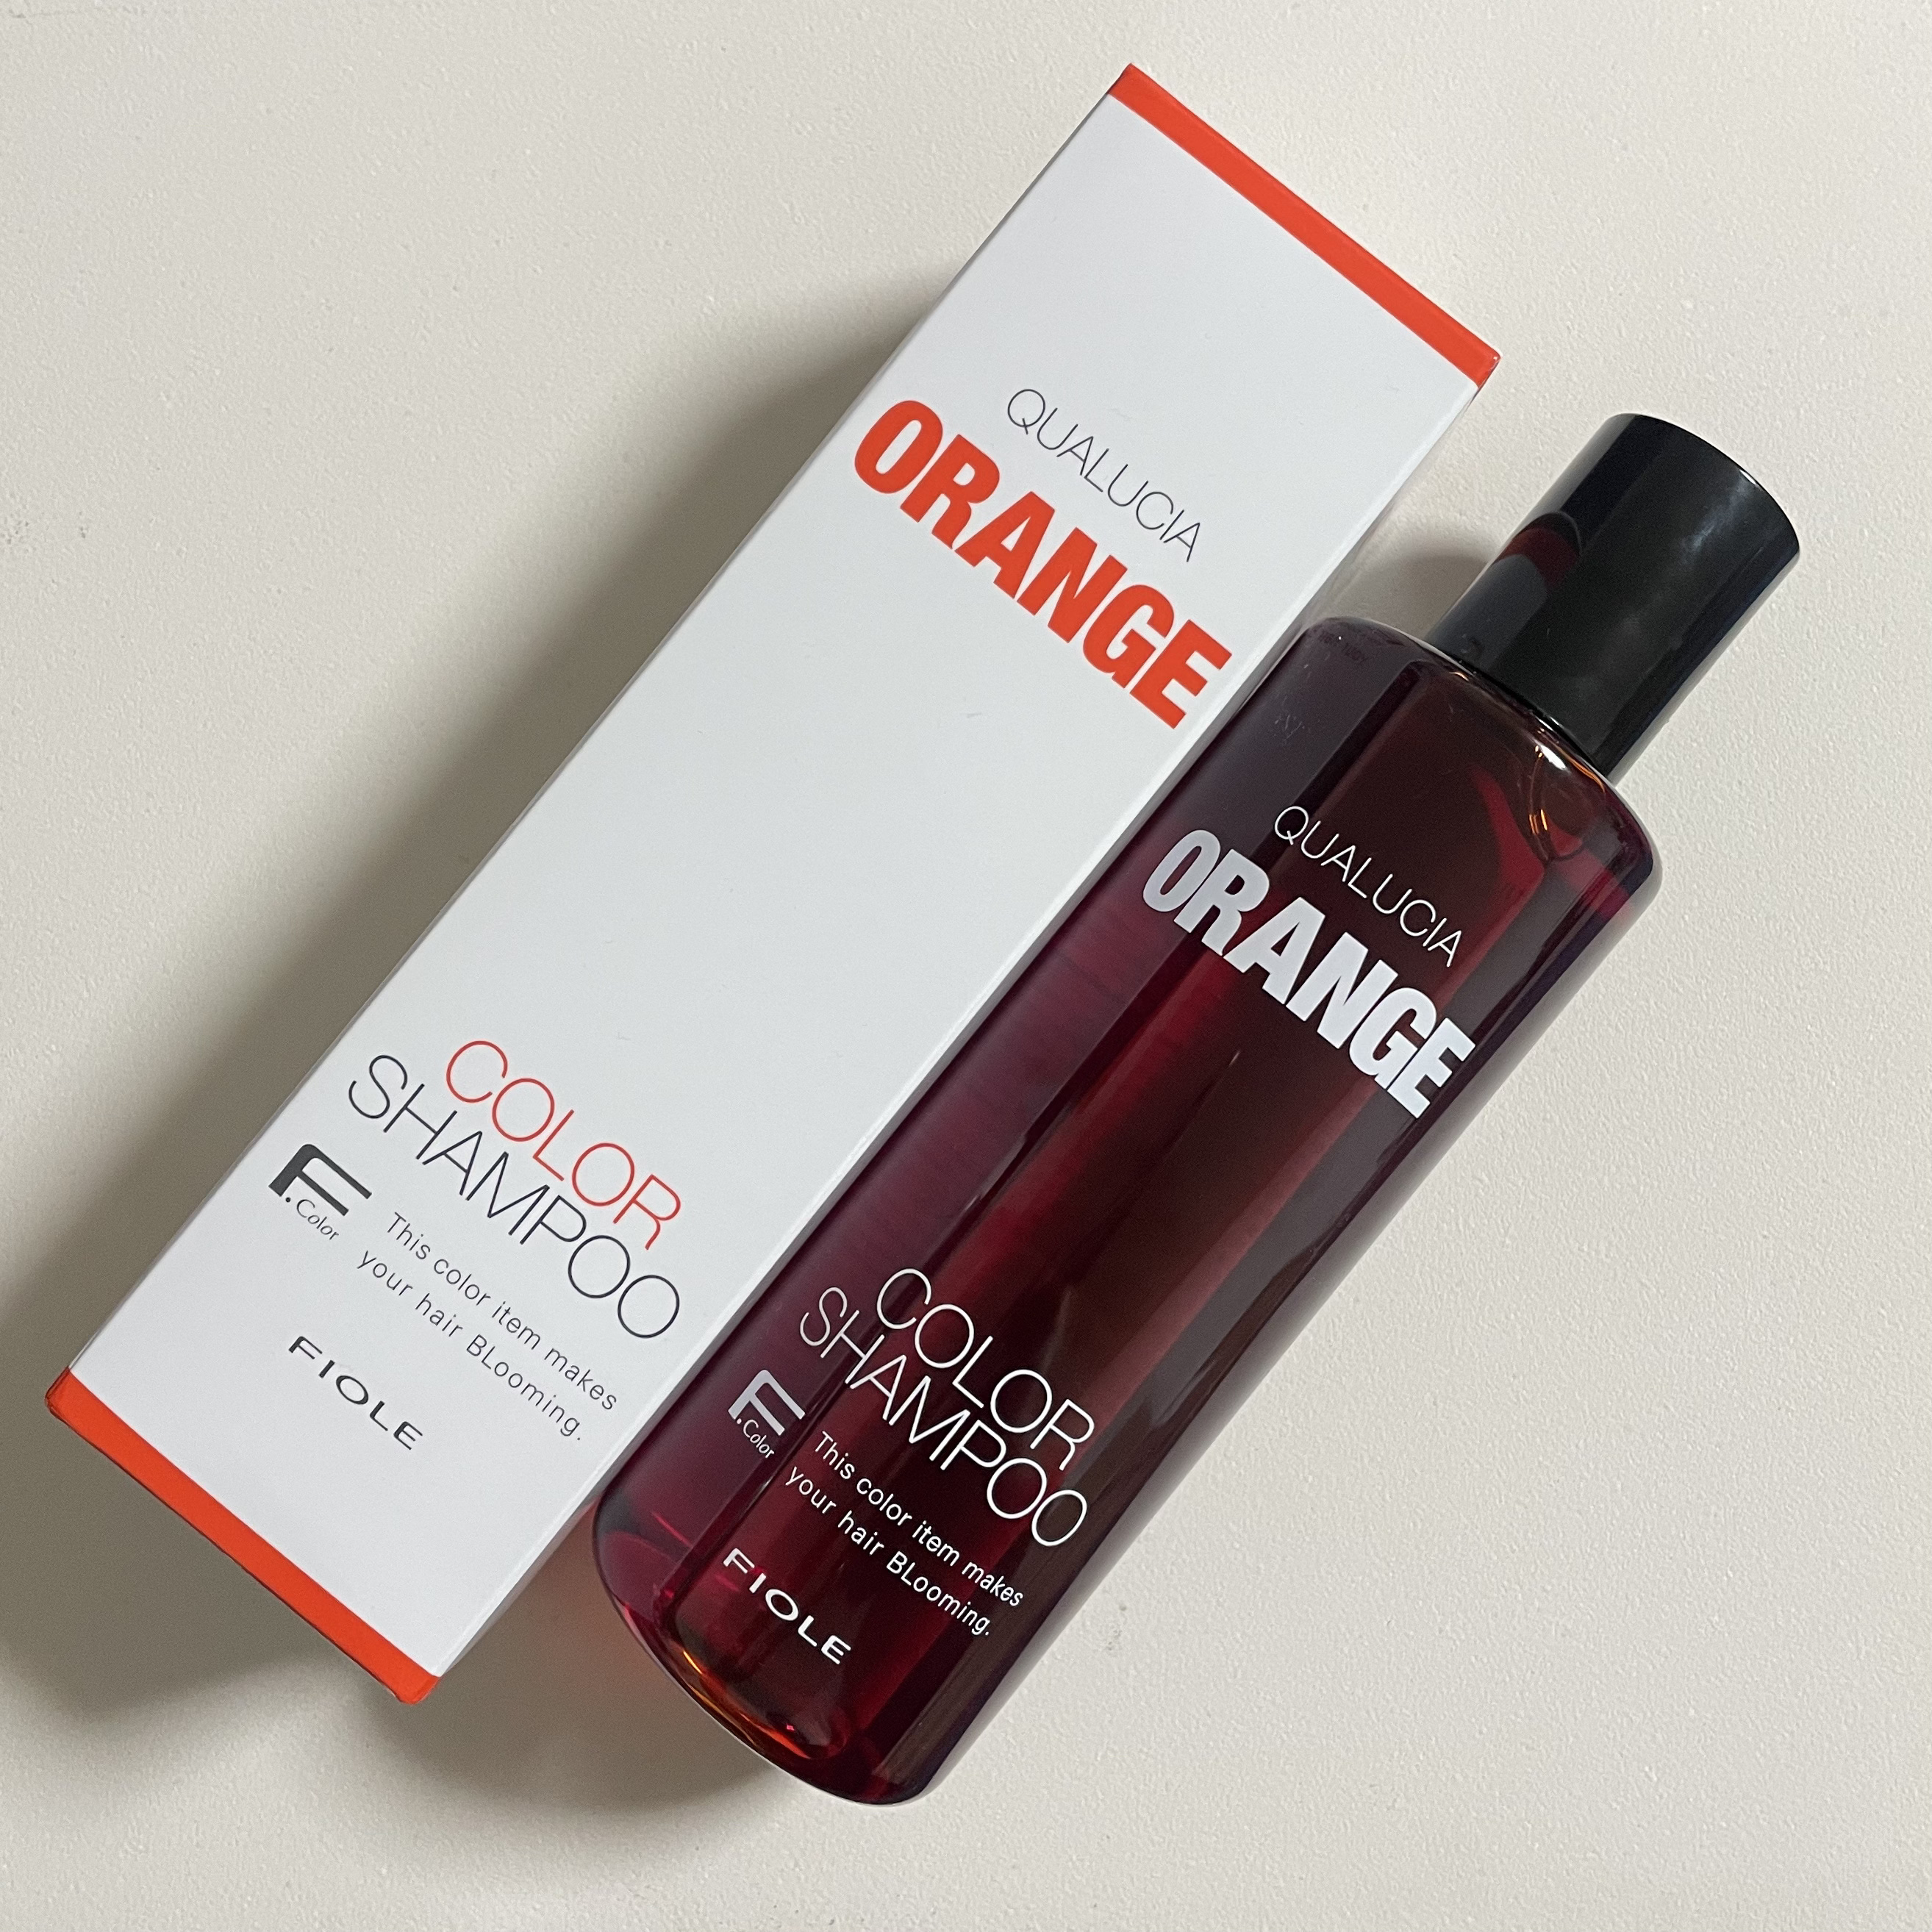 QUALUCIA
ORANGE
COLOR
SHAMPOO
F.Color
This color item makes
your hair BLooming.
FIOLE
QUALUCIA
ORANGE
COLOR
SHAMPOO
F.Color
This color item makes
your hair BLooming.
FIOLE